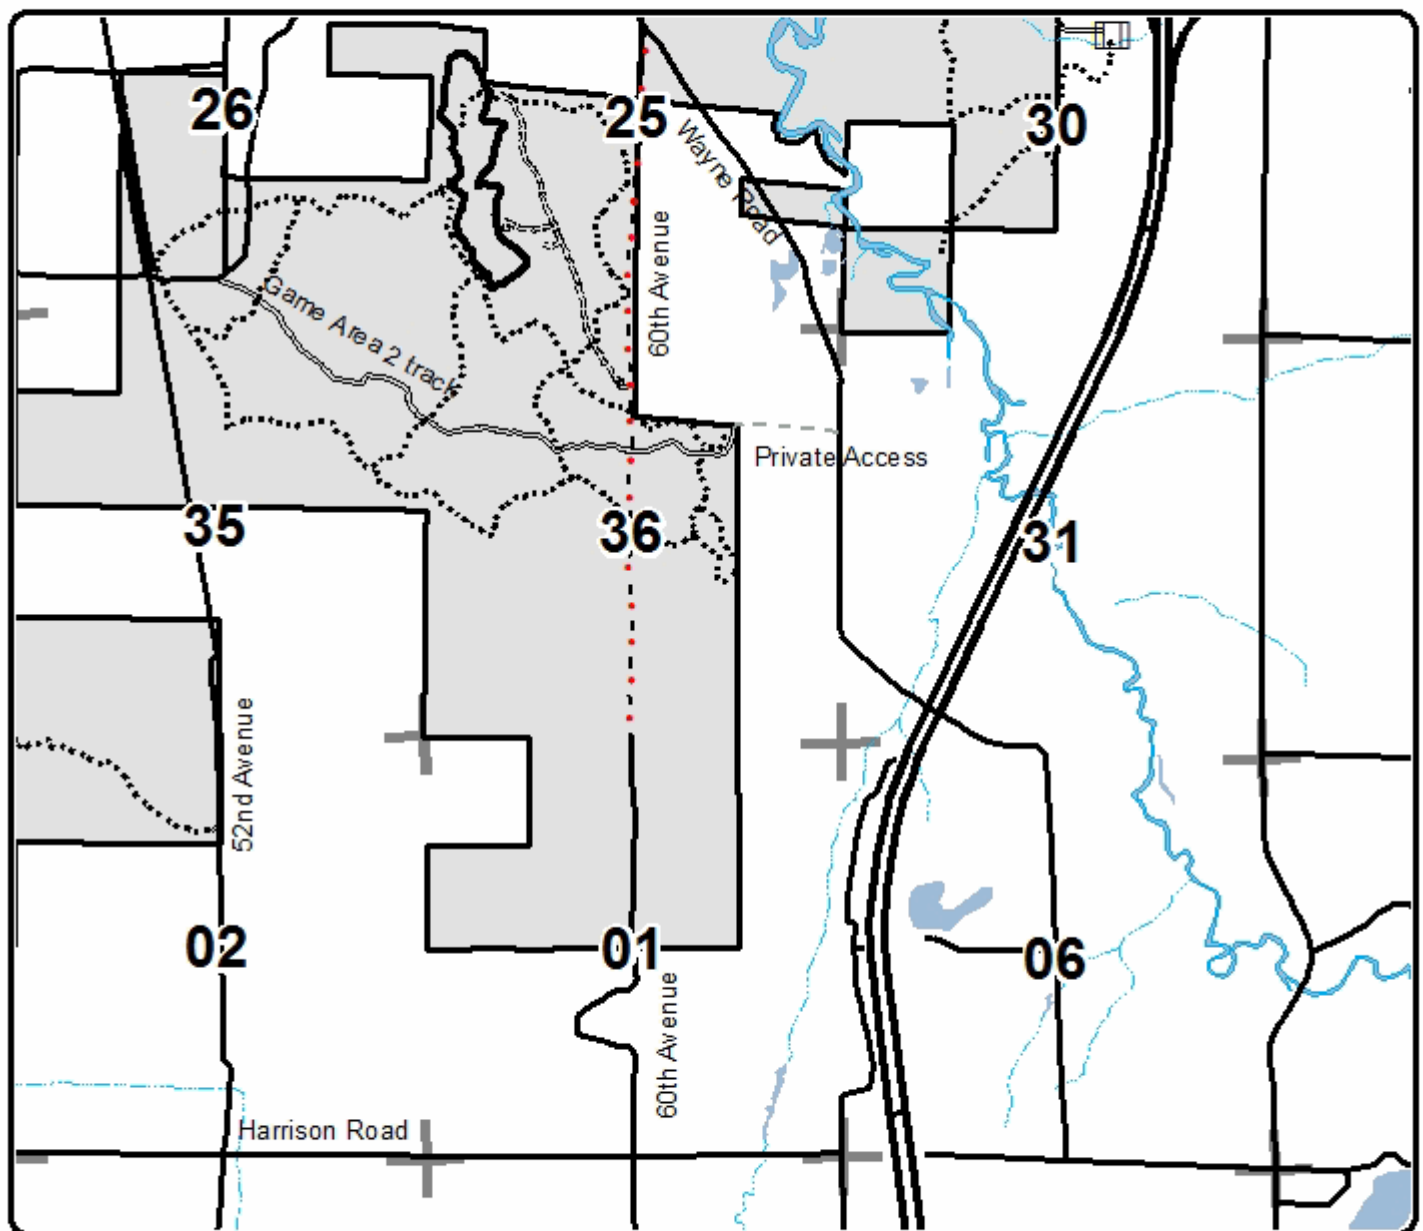 26
25
30
Wayne Road
60th Avenue
Game Area 2 track
Private Access
35
36
31
52nd Avenue
02
01
06
60th Avenue
Harrison Road